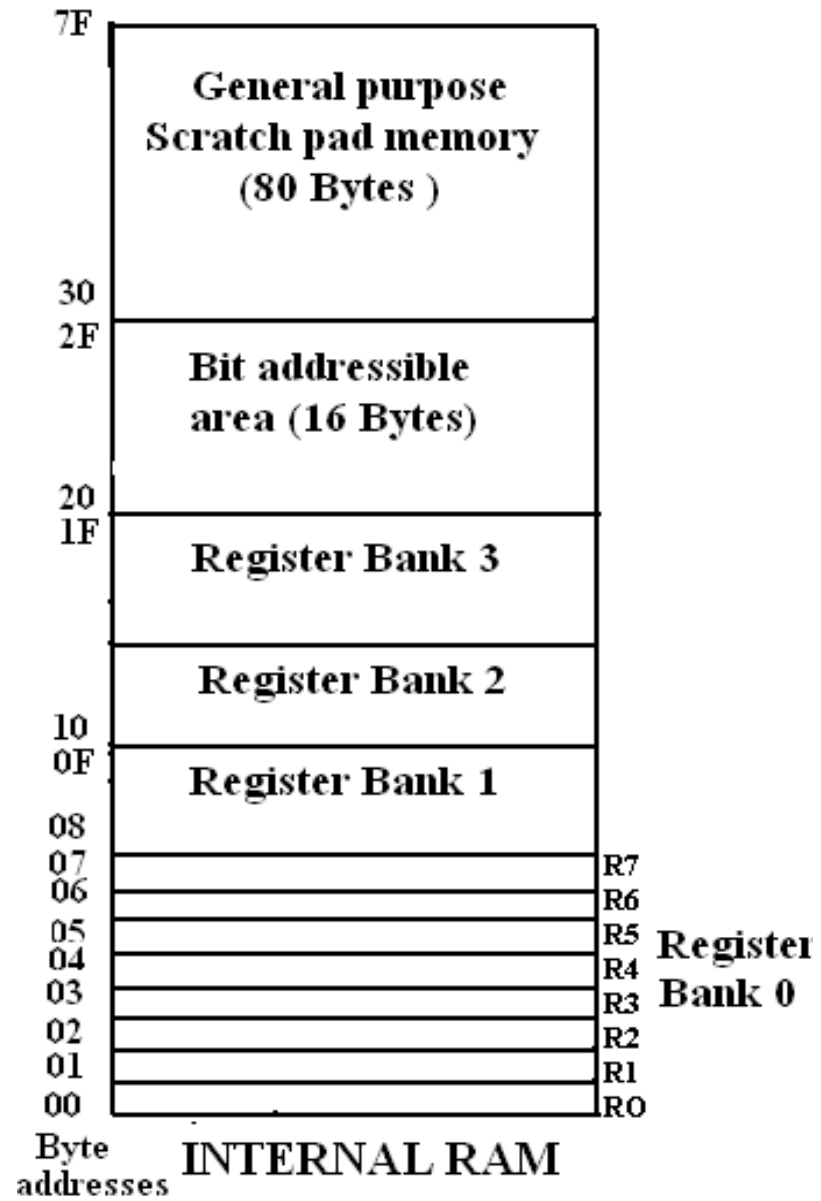 7F
General purpose
Scratch pad memory
(80 Bytes )
30
2F
Bit addressible
area (16 Bytes)
20
1F
Register Bank 3
Register Bank 2
10
0F
Register Bank 1
08
07
R7
06
R6
05
R5
04
R4
03
R3
02
R2
01
R1
00
RO
Register
Bank 0
Byte
addresses
INTERNAL RAM